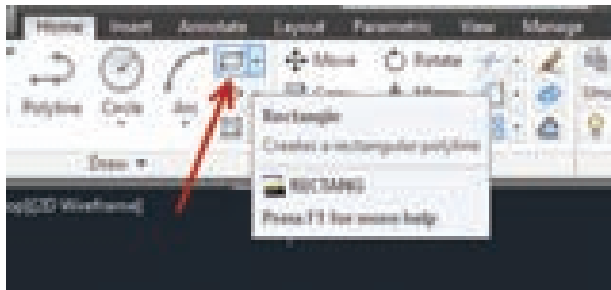 Home Insert Annotate Layout Parametric View Manage
Move Rotate
Polyline Circle Arc Copy
Draw
Rectangle
Creates a rectangular polyline
RECTANG
Press F1 for more help
[2D Wireframe]